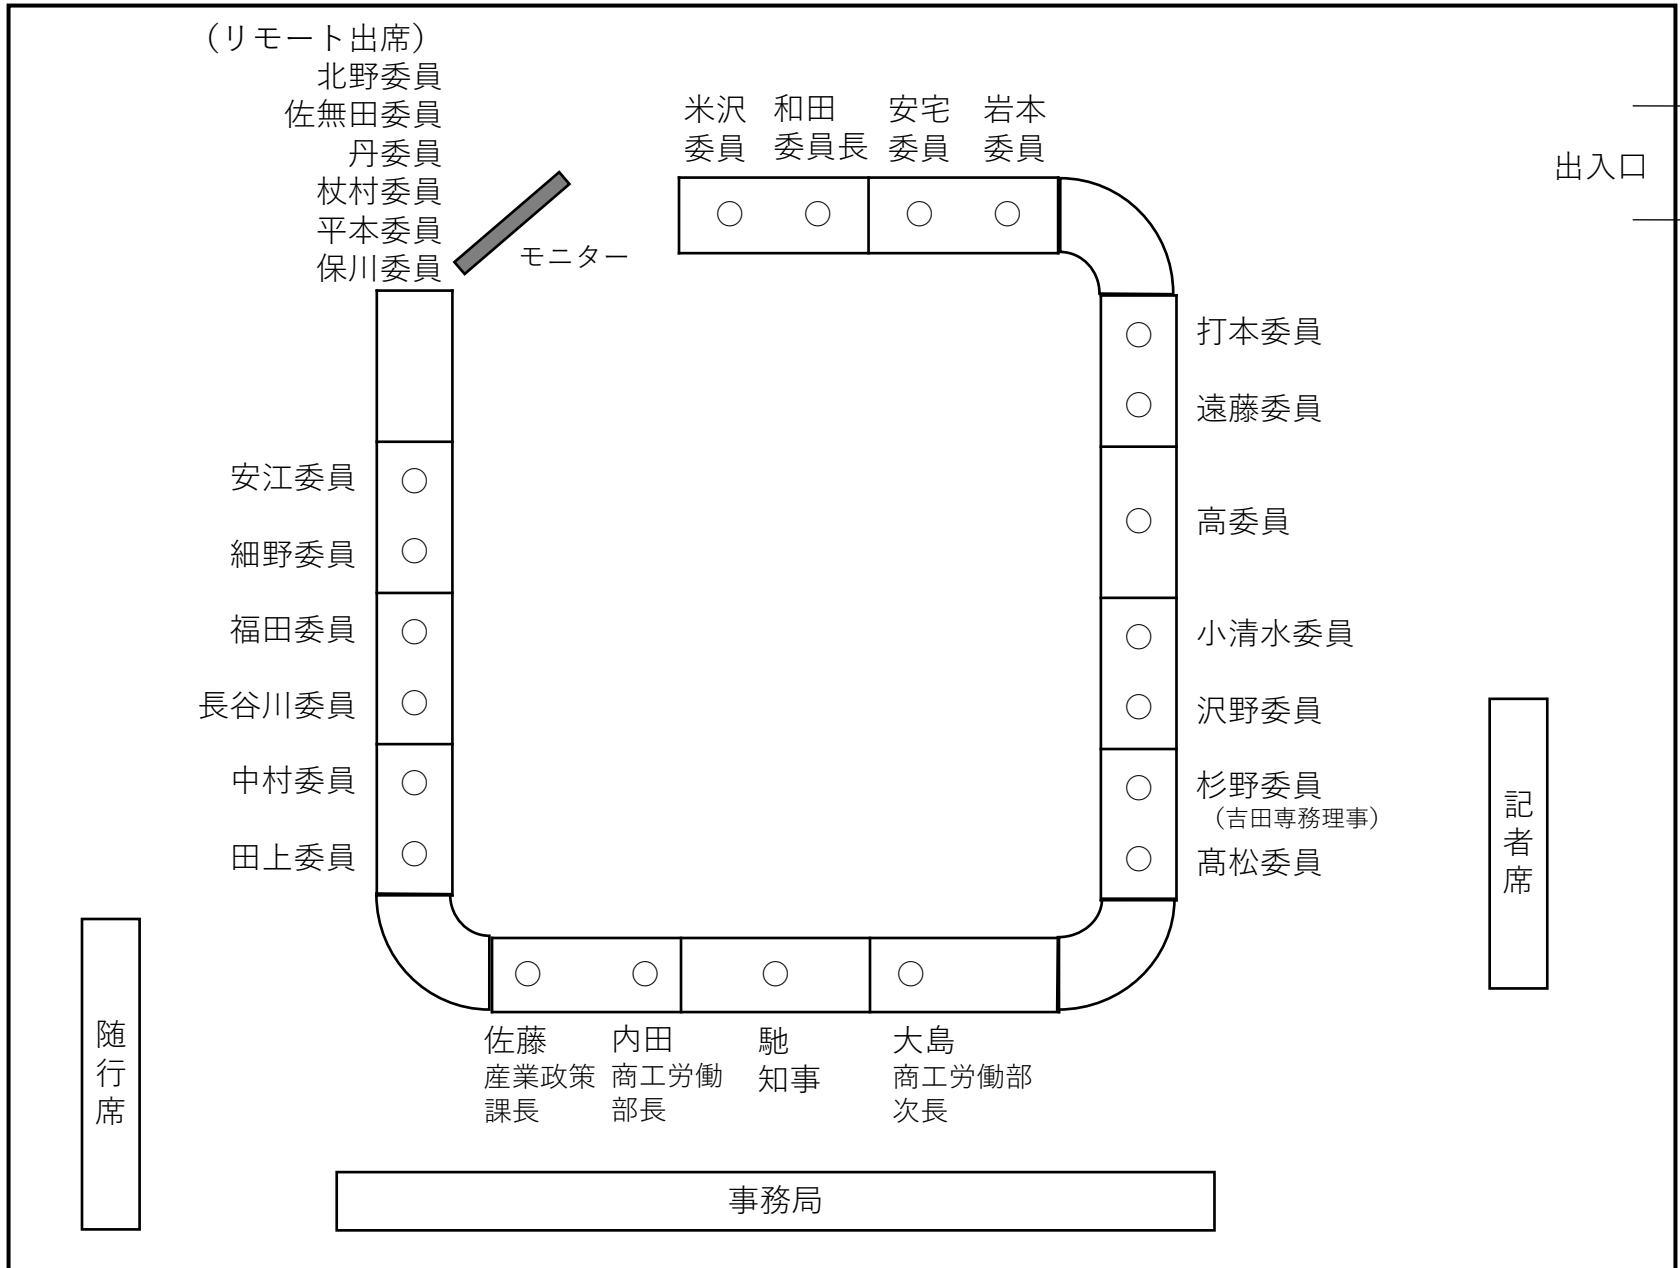 （リモート出席）
北野委員
佐無田委員
丹委員
杖村委員
平本委員
保川委員
モニター
米沢
委員
和田
委員長
安宅
委員
岩本
委員
出入口
打本委員
遠藤委員
高委員
小清水委員
沢野委員
杉野委員
（吉田専務理事）
髙松委員
記者席
安江委員
細野委員
福田委員
長谷川委員
中村委員
田上委員
随行席
佐藤
産業政策
課長
内田
商工労働
部長
馳
知事
大島
商工労働部
次長
事務局